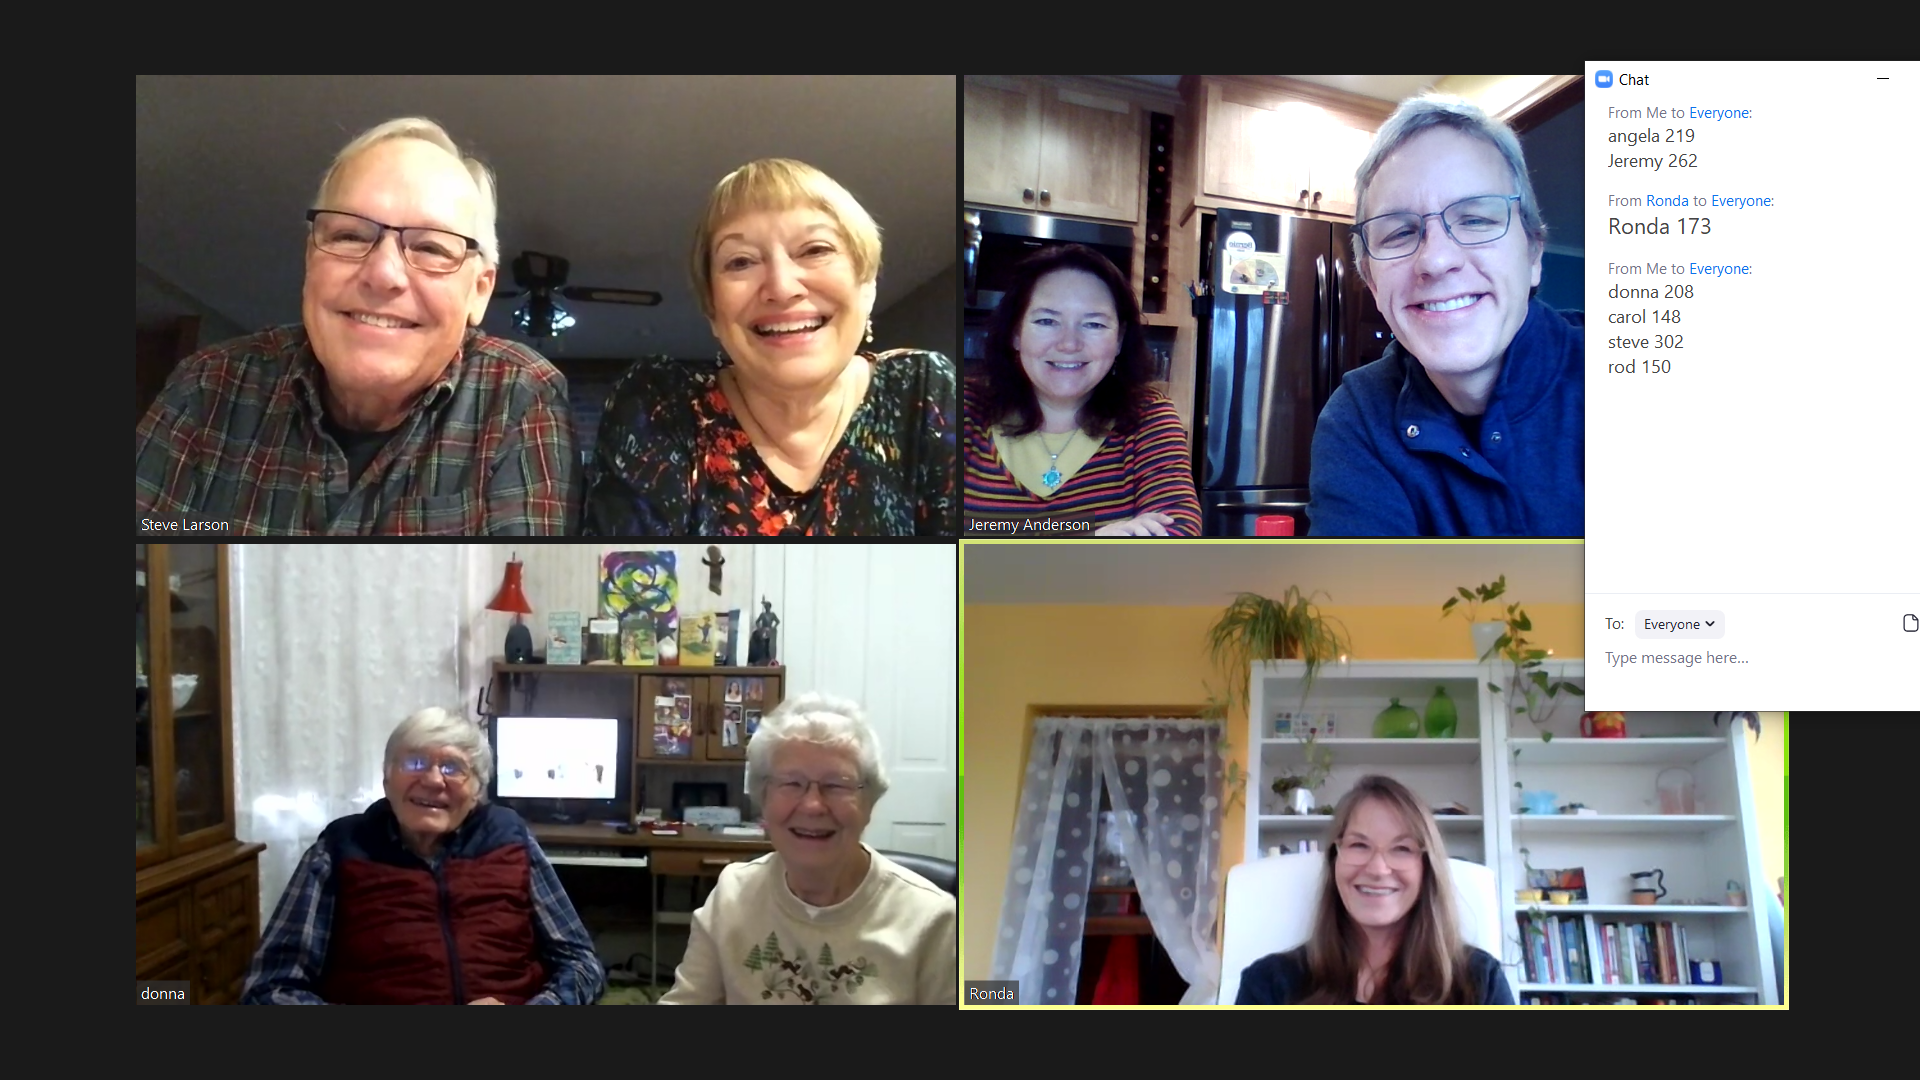 Chat
From Me to Everyone:
angela 219
Jeremy 262
From Ronda to Everyone:
Ronda 173
From Me to Everyone:
donna 208
carol 148
steve 302
rod 150
To: Everyone
Type message here...
Steve Larson
Jeremy Anderson
donna
Ronda